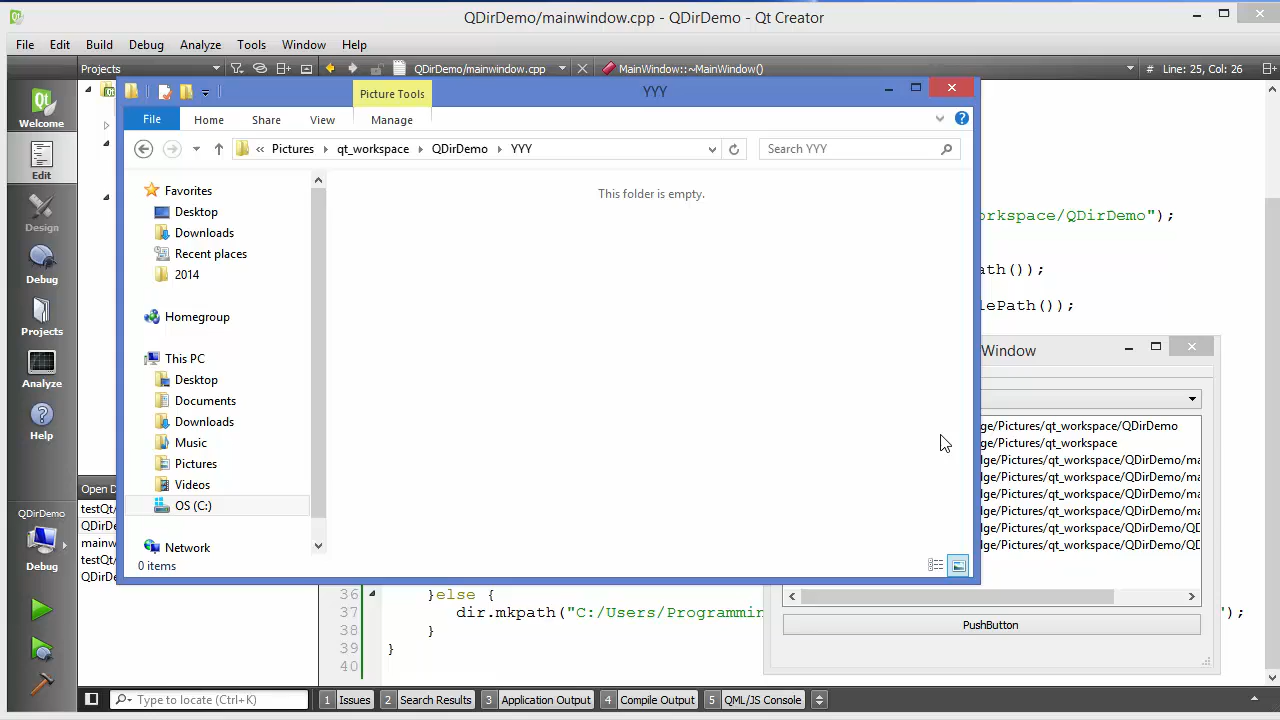 QDirDemo/mainwindow.cpp - QDirDemo - Qt Creator
File Edit Build Debug Analyze Tools Window Help
Projects QDirDemo/mainwindow.cpp MainWindow::~MainWindow() # Line: 25, Col: 26
Picture Tools YYY
File Home Share View Manage
Pictures qt_workspace QDirDemo YYY Search YYY
This folder is empty.
Favorites
Desktop
Downloads
Recent places
2014
Homegroup
This PC
Desktop
Documents
Downloads
Music
Pictures
Videos
OS (C:)
Network
0 items
Qt
Welcome
Edit
Design
Debug
Projects
Analyze
Help
QDirDemo
Debug
Open D
testQt/
QDirDe
mainw
testQt/
QDirDe
orkspace/QDirDemo");
ath());
lePath());
Window
ge/Pictures/qt_workspace/QDirDemo
ge/Pictures/qt_workspace
ge/Pictures/qt_workspace/QDirDemo/ma
ge/Pictures/qt_workspace/QDirDemo/ma
ge/Pictures/qt_workspace/QDirDemo/ma
ge/Pictures/qt_workspace/QDirDemo/ma
ge/Pictures/qt_workspace/QDirDemo/QD
ge/Pictures/qt_workspace/QDirDemo/QD
PushButton
36 }else {
37 dir.mkpath("C:/Users/Programmin ");
38 }
39 }
40
Type to locate (Ctrl+K) 1 Issues 2 Search Results 3 Application Output 4 Compile Output 5 QML/JS Console